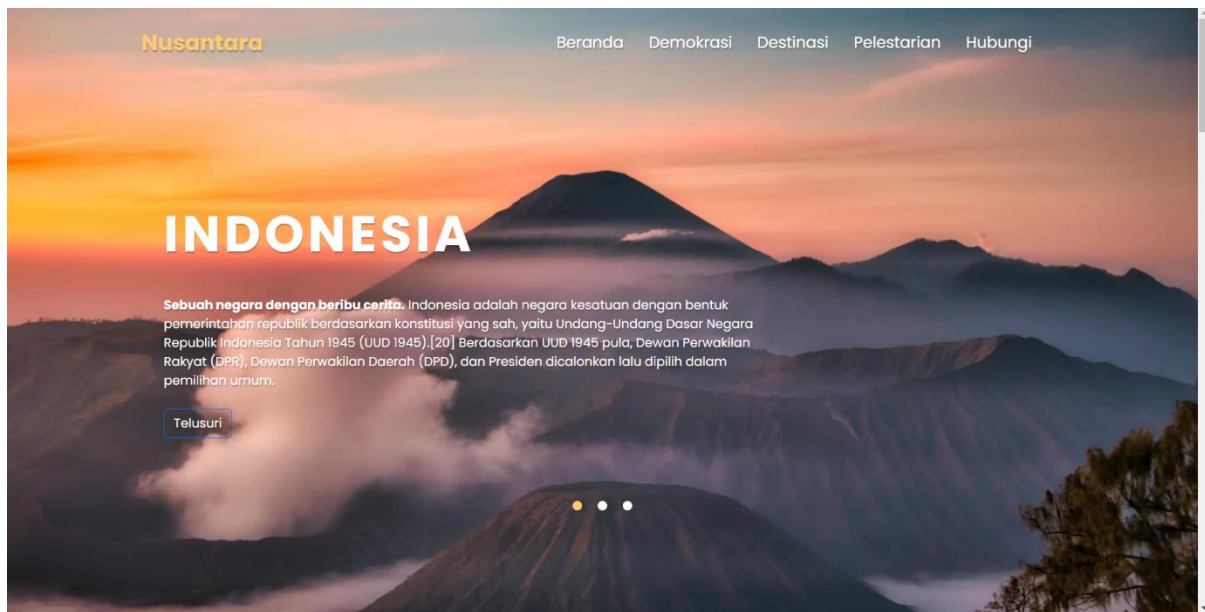 Nusantara
Beranda Demokrasi Destinasi Pelestarian Hubungi
INDONESIA
Sebuah negara dengan beribu cerita. Indonesia adalah negara kesatuan dengan bentuk
pemerintahan republik berdasarkan konstitusi yang sah, yaitu Undang-Undang Dasar Negara
Republik Indonesia Tahun 1945 (UUD 1945).[20] Berdasarkan UUD 1945 pula, Dewan Perwakilan
Rakyat (DPR), Dewan Perwakilan Daerah (DPD), dan Presiden dicalonkan lalu dipilih dalam
pemilihan umum.
Telusuri